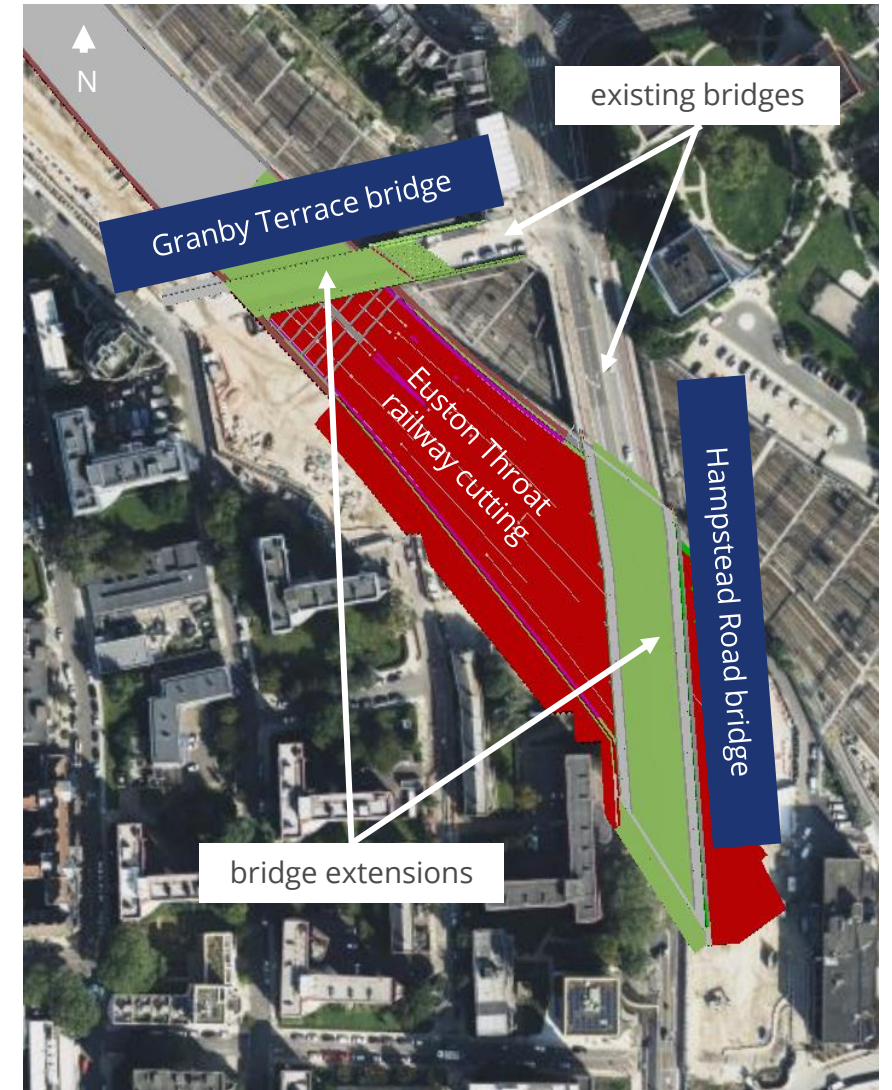 N
existing bridges
Granby Terrace bridge
Euston Throat
railway cutting
Hampstead Road bridge
bridge extensions